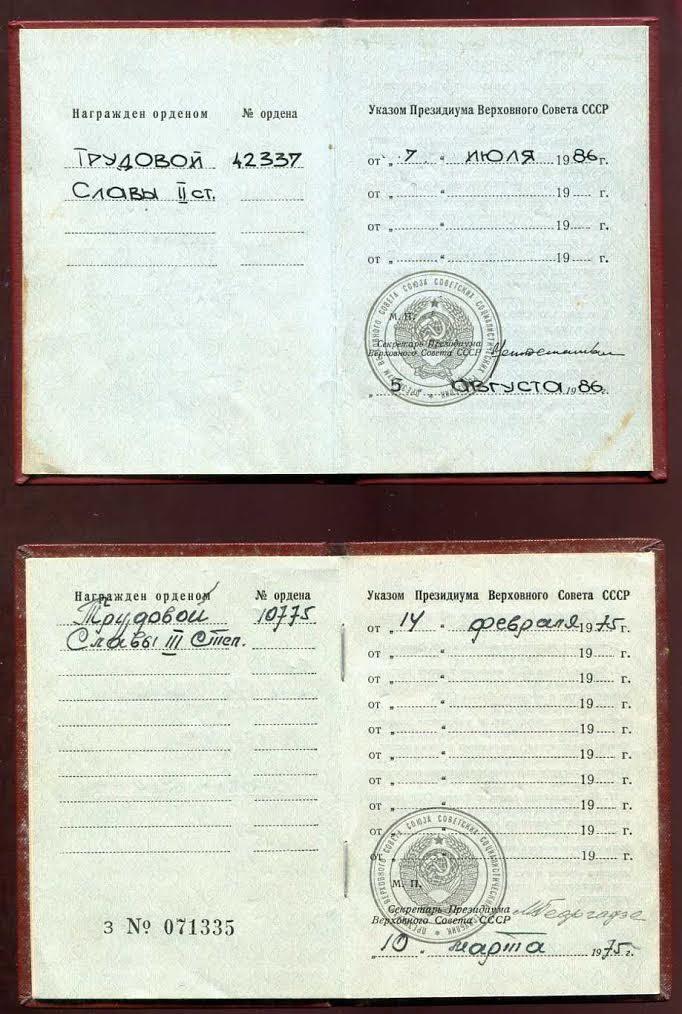 Награжден орденом № ордена
Трудовой 42337
Славы II ст.
Указом Президиума Верховного Совета СССР
от „ 7 “ июля 1986 г.
от „ “ 19 г.
от „ “ 19 г.
от „ “ 19 г.
М. П.
Секретарь Президиума
Верховного Совета СССР
„ 5 августа 1986 г.
Награжден орденом № ордена
Трудовой 10775
Славы III Степ.
З № 071335
Указом Президиума Верховного Совета СССР
от „ 14 “ февраля 1975 г.
от „ “ 19 г.
от „ “ 19 г.
от „ “ 19 г.
от „ “ 19 г.
от „ “ 19 г.
от „ “ 19 г.
от „ “ 19 г.
от „ “ 19 г.
от „ “ 19 г.
М. П.
Секретарь Президиума
Верховного Совета СССР
МГеоргадзе
„ 10 “ марта 1975 г.